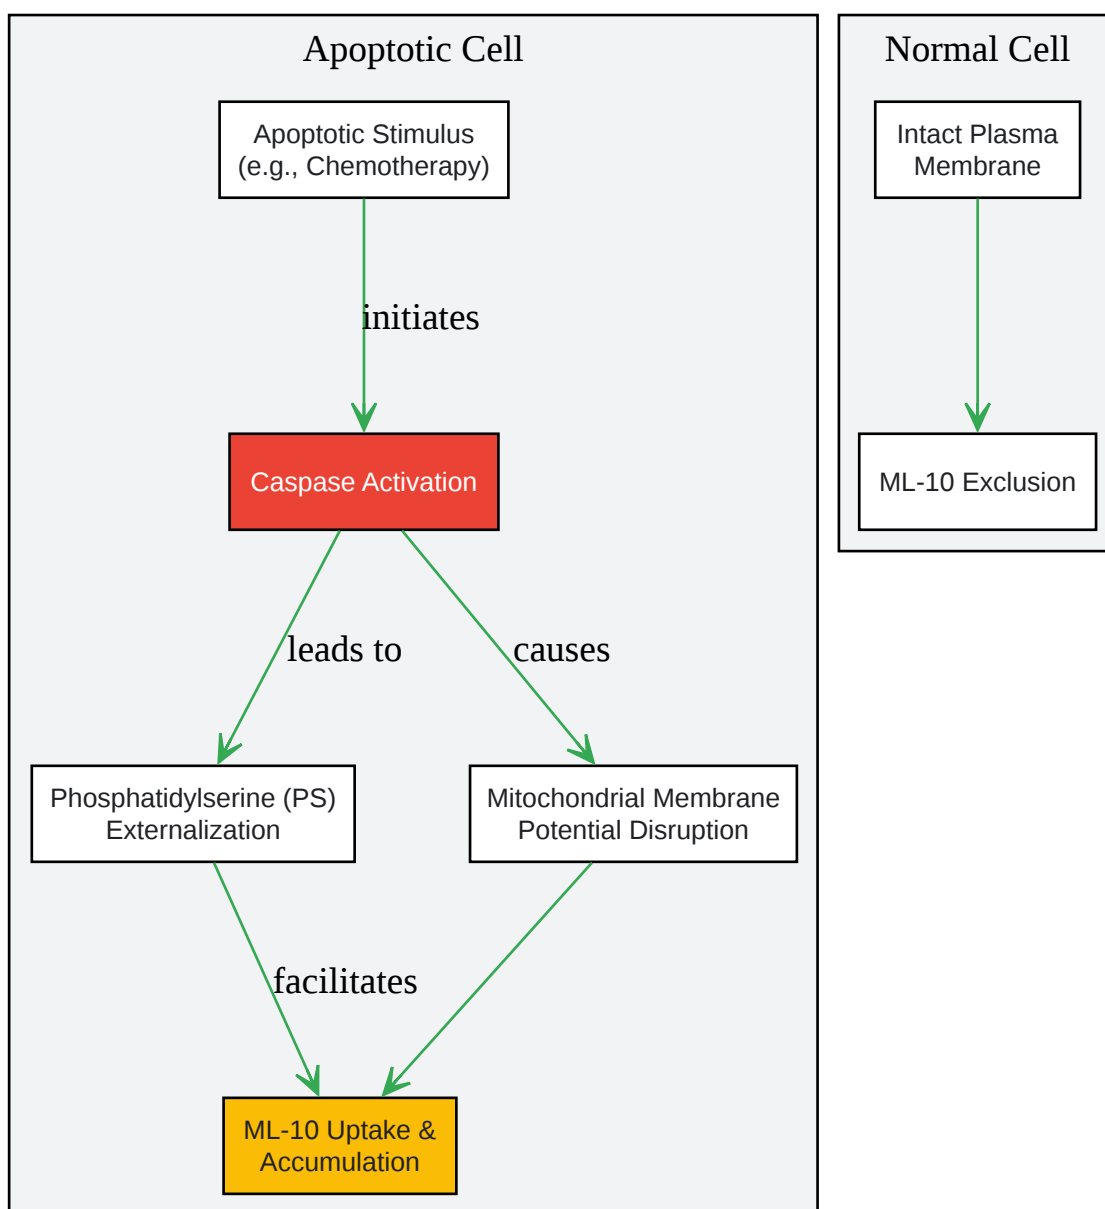 Apoptotic Cell
Apoptotic Stimulus
(e.g., Chemotherapy)
initiates
Caspase Activation
leads to
causes
Phosphatidylserine (PS)
Externalization
Mitochondrial Membrane
Potential Disruption
facilitates
ML-10 Uptake &
Accumulation
Normal Cell
Intact Plasma
Membrane
ML-10 Exclusion